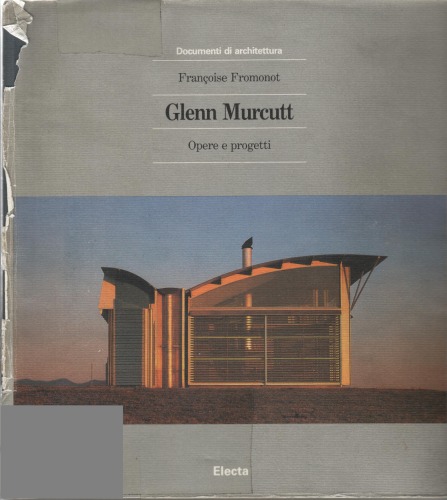 Documenti di architettura
Françoise Fromonot
Glenn Murcutt
Opere e progetti
Electa